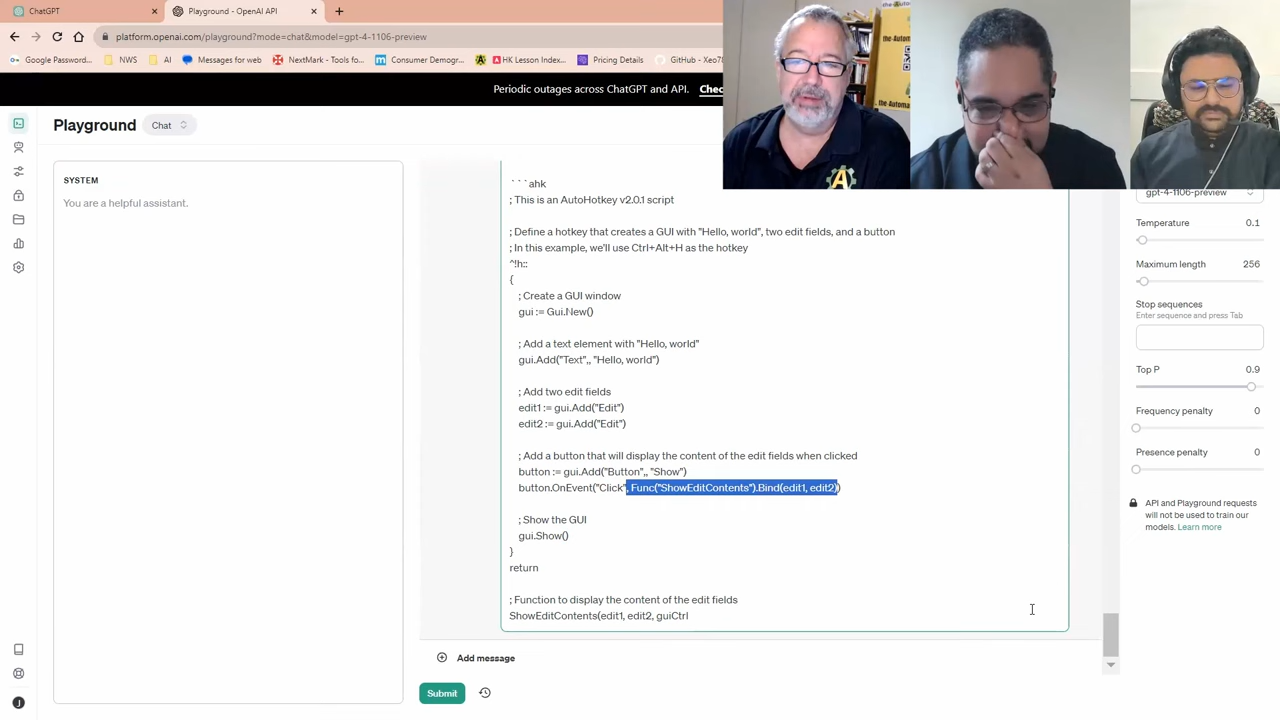 ChatGPT
Playground - OpenAI API
platform.openai.com/playground?mode=chat&model=gpt-4-1106-preview
Google Password...
NWS
AI
Messages for web
NextMark - Tools fo...
Consumer Demogr...
HK Lesson Index...
Pricing Details
GitHub - Xeo78
Periodic outages across ChatGPT and API. Chec
Playground
Chat
SYSTEM
You are a helpful assistant.
```ahk
; This is an AutoHotkey v2.0.1 script
; Define a hotkey that creates a GUI with "Hello, world", two edit fields, and a button
; In this example, we'll use Ctrl+Alt+H as the hotkey
^!h::
{
; Create a GUI window
gui := Gui.New()
; Add a text element with "Hello, world"
gui.Add("Text",, "Hello, world")
; Add two edit fields
edit1 := gui.Add("Edit")
edit2 := gui.Add("Edit")
; Add a button that will display the content of the edit fields when clicked
button := gui.Add("Button",, "Show")
button.OnEvent("Click", Func("ShowEditContents").Bind(edit1, edit2))
; Show the GUI
gui.Show()
}
return
; Function to display the content of the edit fields
ShowEditContents(edit1, edit2, guiCtrl
Add message
Submit
gpt-4-1106-preview
Temperature 0.1
Maximum length 256
Stop sequences
Enter sequence and press Tab
Top P 0.9
Frequency penalty 0
Presence penalty 0
API and Playground requests
will not be used to train our
models. Learn more
J